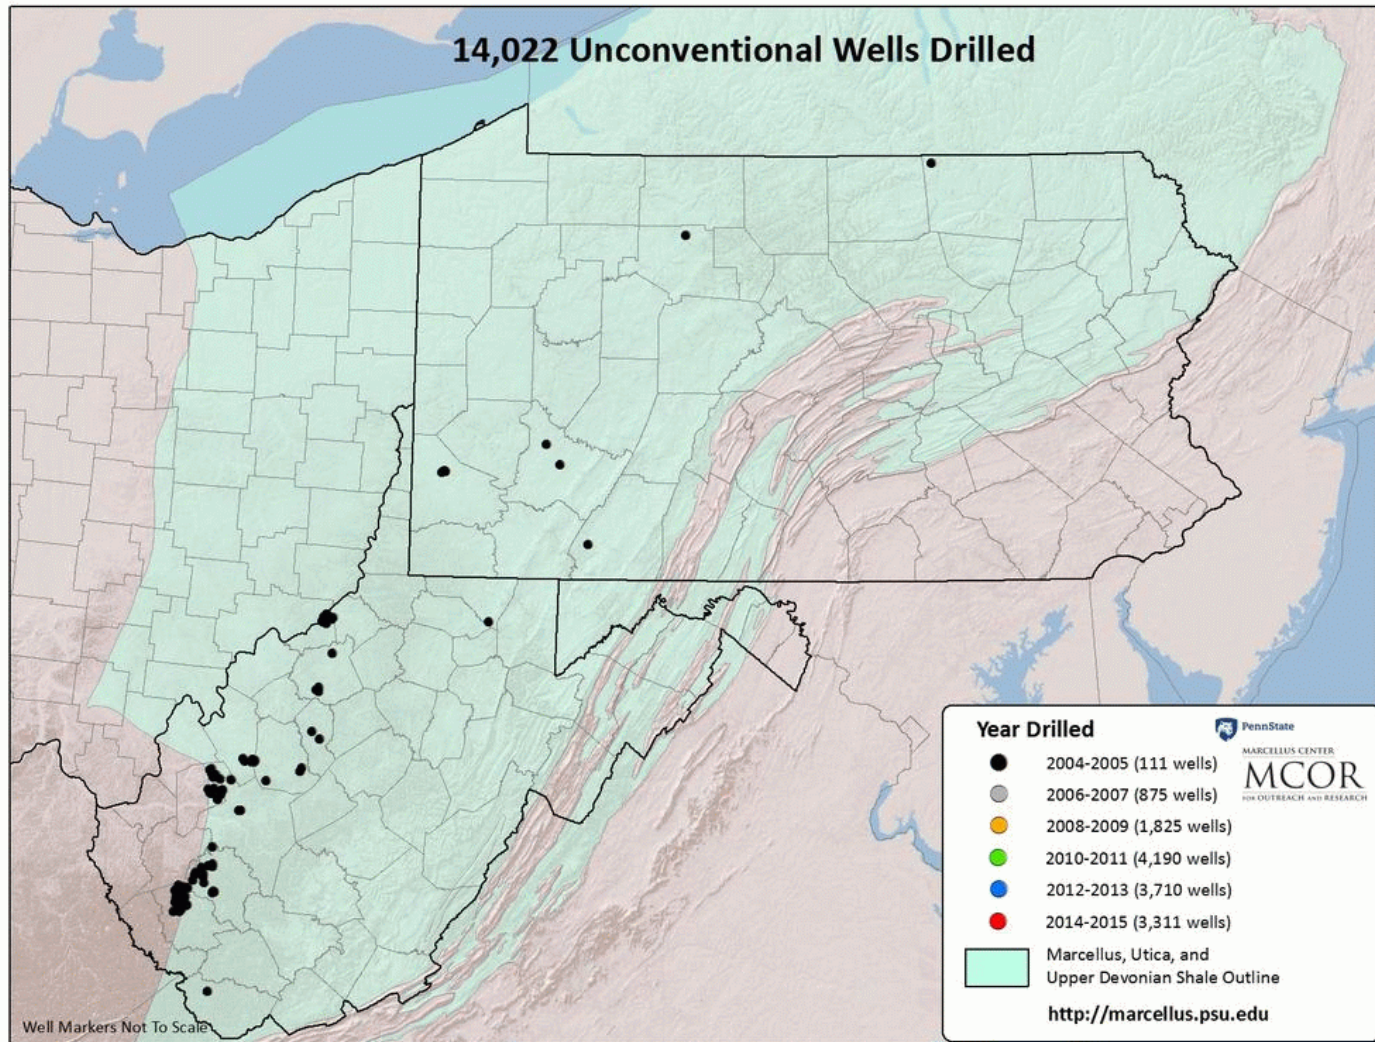 14,022 Unconventional Wells Drilled
Year Drilled
PennState
MARCELLUS CENTER
MCOR
FOR OUTREACH AND RESEARCH
2004-2005 (111 wells)
2006-2007 (875 wells)
2008-2009 (1,825 wells)
2010-2011 (4,190 wells)
2012-2013 (3,710 wells)
2014-2015 (3,311 wells)
Marcellus, Utica, and
Upper Devonian Shale Outline
http://marcellus.psu.edu
Well Markers Not To Scale